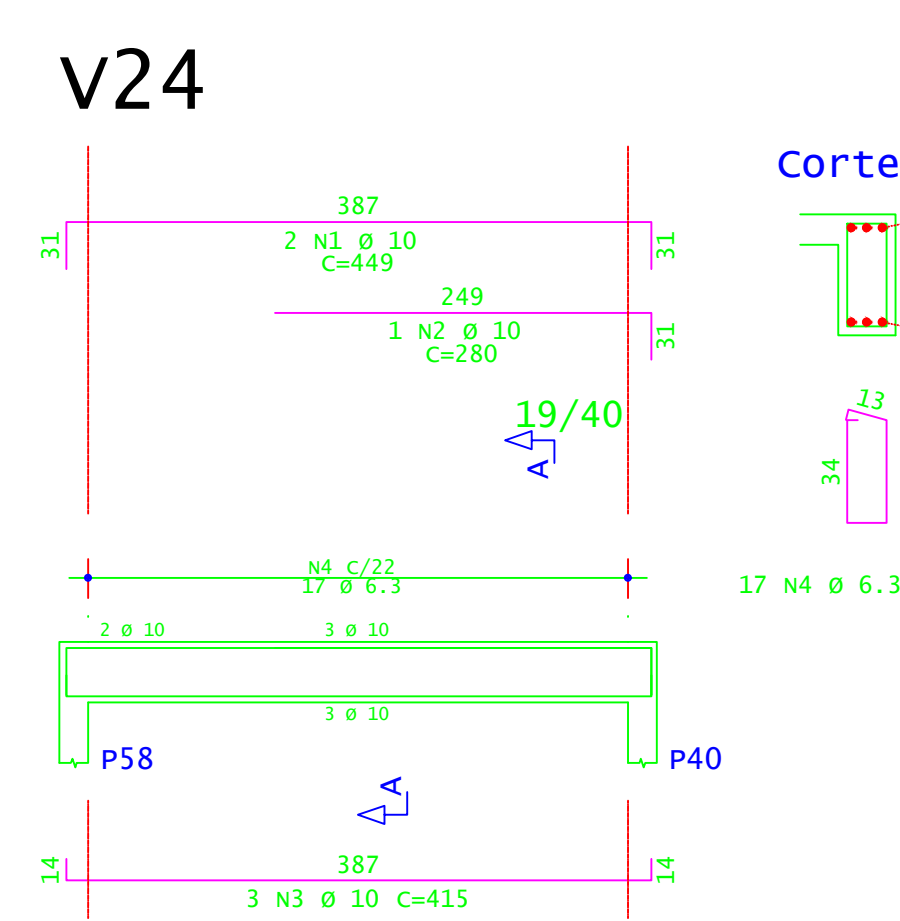 V24
Corte
387
31
31
2 N1 Ø 10
C=449
249
31
1 N2 Ø 10
C=280
19/40
A
13
34
N4 C/22
17 Ø 6.3
17 N4 Ø 6.3
2 Ø 10
3 Ø 10
3 Ø 10
P58
P40
A
14
387
14
3 N3 Ø 10 C=415